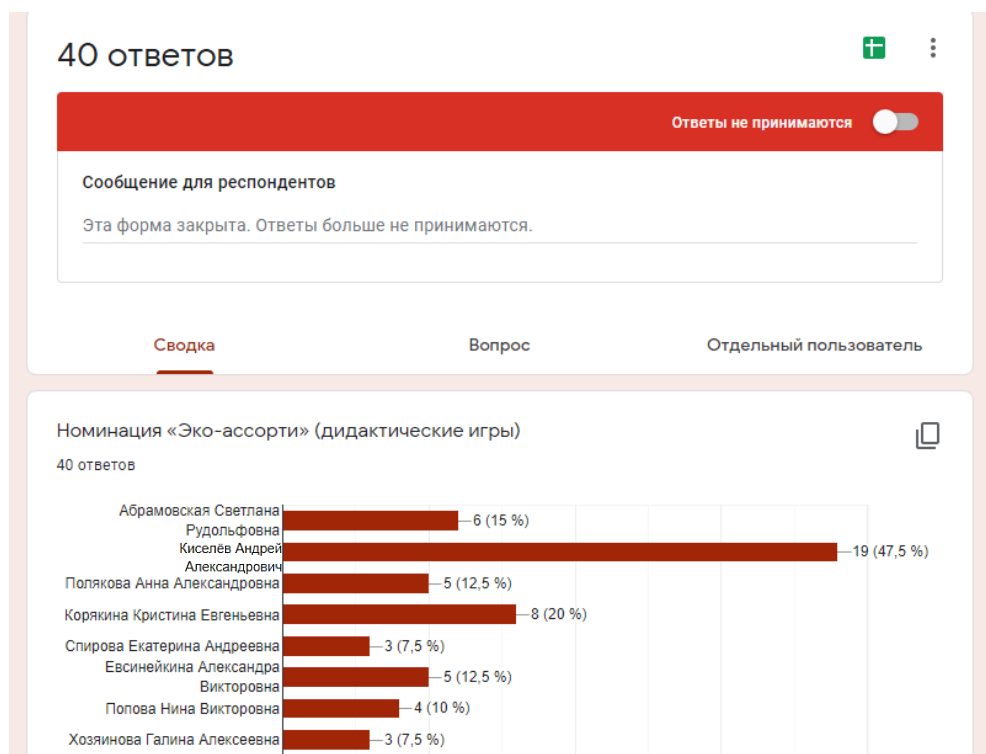 40 ответов
Ответы не принимаются
Сообщение для респондентов
Эта форма закрыта. Ответы больше не принимаются.
Сводка
Вопрос
Отдельный пользователь
Номинация «Эко-ассорти» (дидактические игры)
40 ответов
Абрамовская Светлана
Рудольфовна
6 (15 %)
Киселёв Андрей
Александрович
19 (47,5 %)
Полякова Анна Александровна
5 (12,5 %)
Корякина Кристина Евгеньевна
8 (20 %)
Спирова Екатерина Андреевна
3 (7,5 %)
Евсинейкина Александра
Викторовна
5 (12,5 %)
Попова Нина Викторовна
4 (10 %)
Хозяинова Галина Алексеевна
3 (7,5 %)